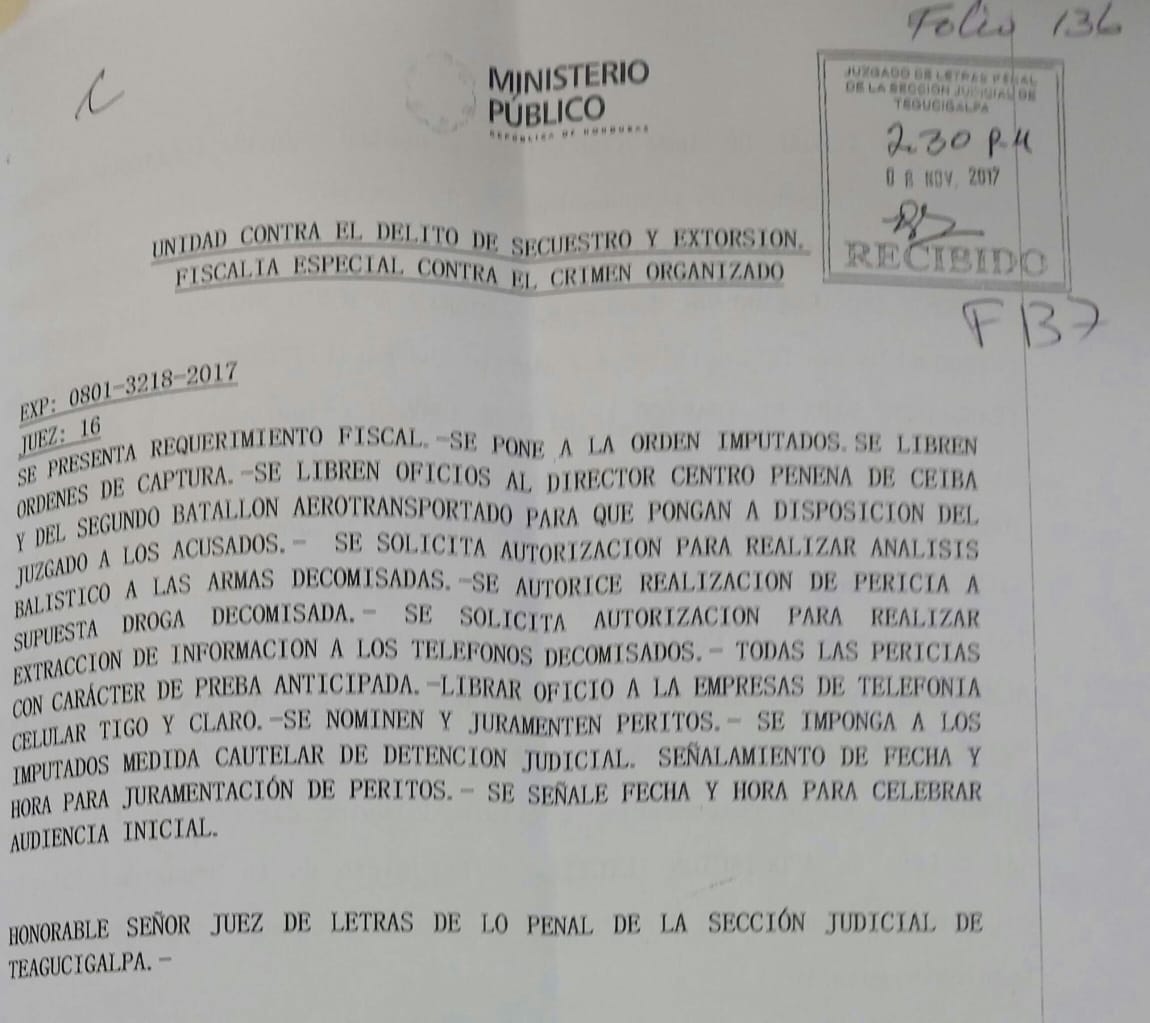 Folio 136
MINISTERIO
PÚBLICO
REPUBLICA DE HONDURAS
JUZGADO DE LETRAS PENAL
DE LA SECCION JUDICIAL DE
TEGUCIGALPA
2.30 P.M
08 NOV. 2017
RECIBIDO
F 137
UNIDAD CONTRA EL DELITO DE SECUESTRO Y EXTORSION.
FISCALIA ESPECIAL CONTRA EL CRIMEN ORGANIZADO
EXP: 0801-3218-2017
JUEZ: 16
SE PRESENTA REQUERIMIENTO FISCAL.-SE PONE A LA ORDEN IMPUTADOS. SE LIBREN
ORDENES DE CAPTURA.-SE LIBREN OFICIOS AL DIRECTOR CENTRO PENENA DE CEIBA
Y DEL SEGUNDO BATALLON AEROTRANSPORTADO PARA QUE PONGAN A DISPOSICION DEL
JUZGADO A LOS ACUSADOS.- SE SOLICITA AUTORIZACION PARA REALIZAR ANALISIS
BALISTICO A LAS ARMAS DECOMISADAS.-SE AUTORICE REALIZACION DE PERICIA A
SUPUESTA DROGA DECOMISADA.- SE SOLICITA AUTORIZACION PARA REALIZAR
EXTRACCION DE INFORMACION A LOS TELEFONOS DECOMISADOS.- TODAS LAS PERICIAS
CON CARÁCTER DE PREBA ANTICIPADA.-LIBRAR OFICIO A LA EMPRESAS DE TELEFONIA
CELULAR TIGO Y CLARO.-SE NOMINEN Y JURAMENTEN PERITOS.- SE IMPONGA A LOS
IMPUTADOS MEDIDA CAUTELAR DE DETENCION JUDICIAL. SEÑALAMIENTO DE FECHA Y
HORA PARA JURAMENTACIÓN DE PERITOS.- SE SEÑALE FECHA Y HORA PARA CELEBRAR
AUDIENCIA INICIAL.
HONORABLE SEÑOR JUEZ DE LETRAS DE LO PENAL DE LA SECCIÓN JUDICIAL DE
TEAGUCIGALPA.-